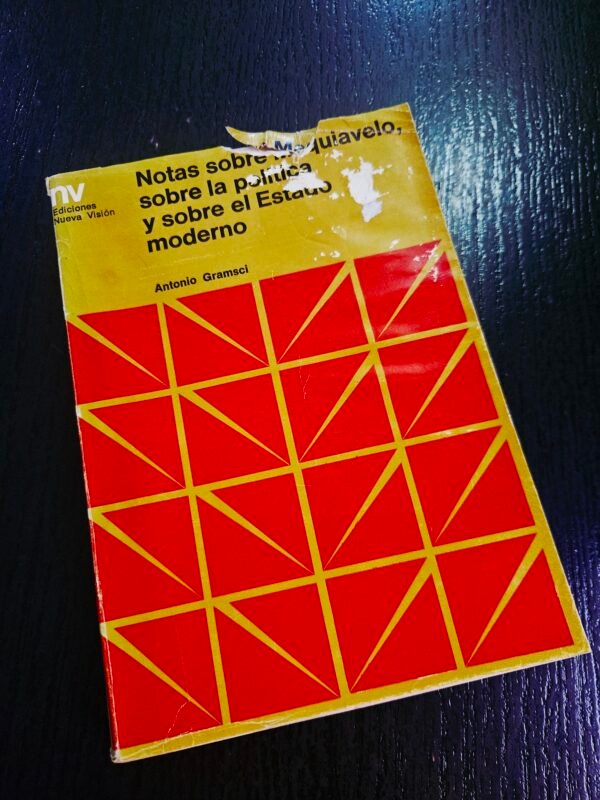 nv
Ediciones
Nueva Visión
Notas sobre Maquiavelo,
sobre la política
y sobre el Estado
moderno
Antonio Gramsci